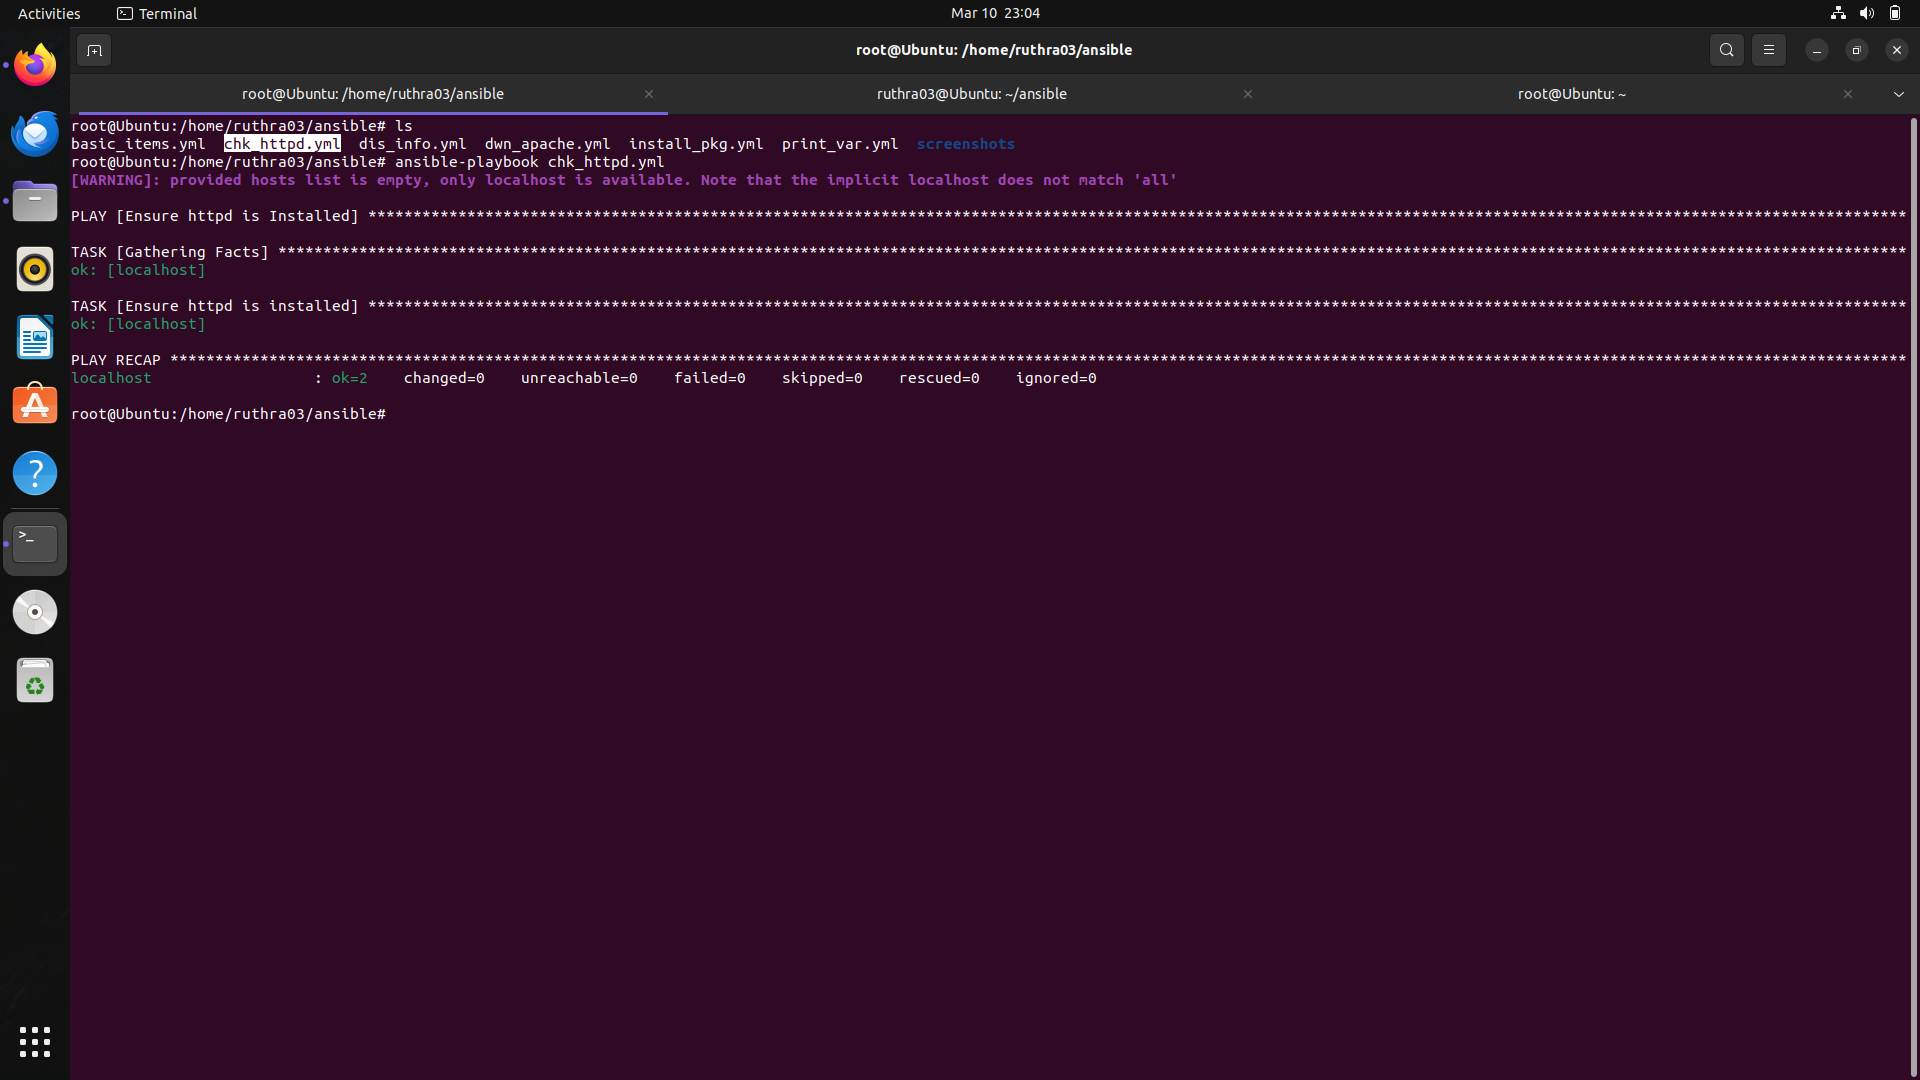 Activities Terminal Mar 10 23:04
root@Ubuntu: /home/ruthra03/ansible
root@Ubuntu: /home/ruthra03/ansible ruthra03@Ubuntu: ~/ansible root@Ubuntu: ~
root@Ubuntu:/home/ruthra03/ansible# ls
basic_items.yml chk_httpd.yml dis_info.yml dwn_apache.yml install_pkg.yml print_var.yml screenshots
root@Ubuntu:/home/ruthra03/ansible# ansible-playbook chk_httpd.yml
[WARNING]: provided hosts list is empty, only localhost is available. Note that the implicit localhost does not match 'all'
PLAY [Ensure httpd is Installed] ***************************************************************************************************************************************************************************
TASK [Gathering Facts] *************************************************************************************************************************************************************************************
ok: [localhost]
TASK [Ensure httpd is installed] ***************************************************************************************************************************************************************************
ok: [localhost]
PLAY RECAP *************************************************************************************************************************************************************************************************
localhost : ok=2 changed=0 unreachable=0 failed=0 skipped=0 rescued=0 ignored=0
root@Ubuntu:/home/ruthra03/ansible#